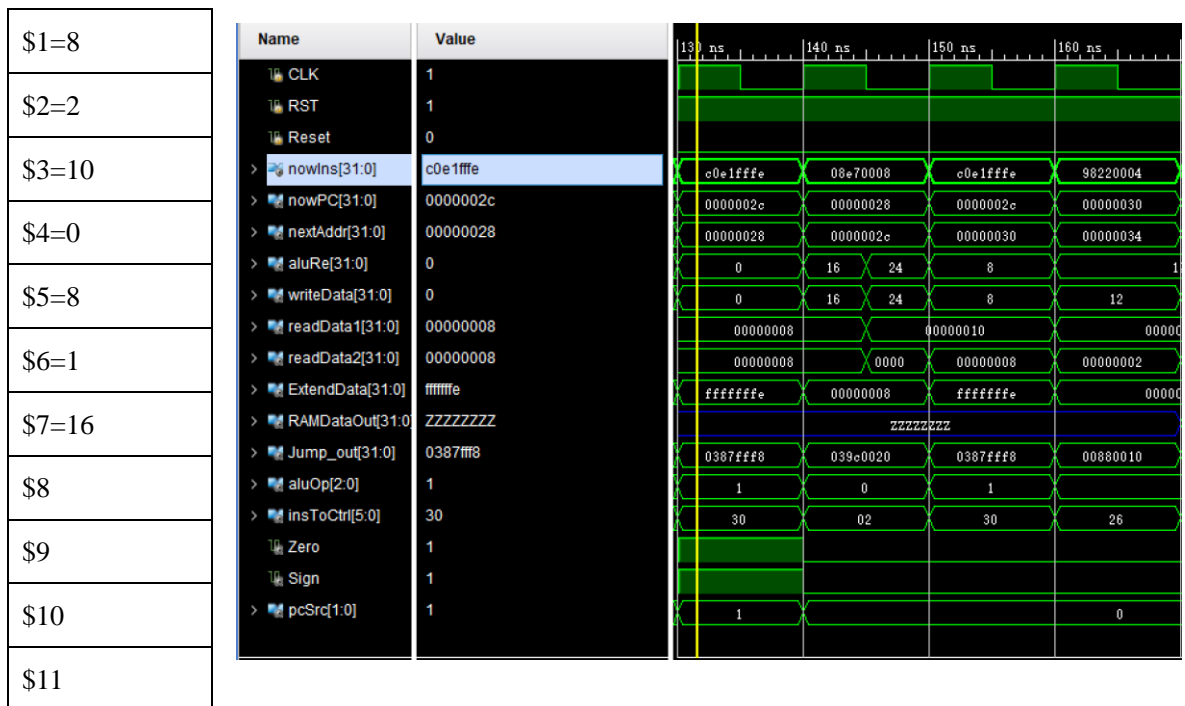 $1=8
$2=2
$3=10
$4=0
$5=8
$6=1
$7=16
$8
$9
$10
$11
Name Value 130 ns 140 ns 150 ns 160 ns
CLK 1
RST 1
Reset 0
nowIns[31:0] c0e1fffe c0e1fffe 08e70008 c0e1fffe 98220004
nowPC[31:0] 0000002c 0000002c 00000028 0000002c 00000030
nextAddr[31:0] 00000028 00000028 0000002c 00000030 00000034
aluRe[31:0] 0 0 16 24 8 1
writeData[31:0] 0 0 16 24 8 12
readData1[31:0] 00000008 00000008 00000010 00000
readData2[31:0] 00000008 00000008 0000 00000008 00000002
ExtendData[31:0] fffffffe fffffffe 00000008 fffffffe 00000
RAMDataOut[31:0] ZZZZZZZZ ZZZZZZZZ
Jump_out[31:0] 0387fff8 0387fff8 039c0020 0387fff8 00880010
aluOp[2:0] 1 1 0 1
insToCtrl[5:0] 30 30 02 30 26
Zero 1
Sign 1
pcSrc[1:0] 1 1 0